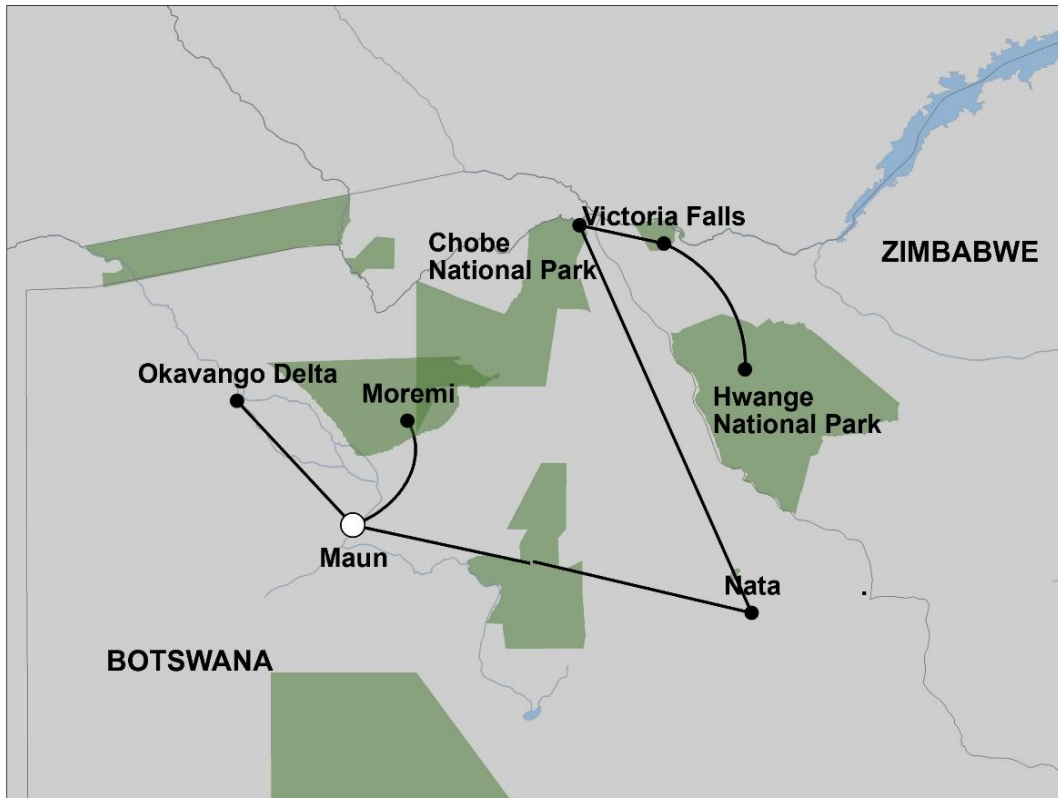 Victoria Falls
Chobe
National Park
ZIMBABWE
Okavango Delta
Moremi
Hwange
National Park
Maun
Nata
BOTSWANA